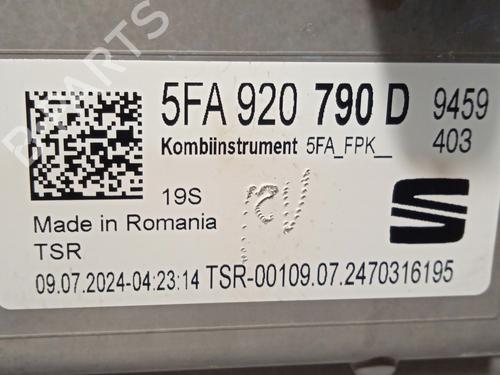 5FA 920 790 D 9459
Kombiinstrument 5FA_FPK__ 403
19S
Made in Romania
TSR
09.07.2024-04:23:14 TSR-00109.07.2470316195